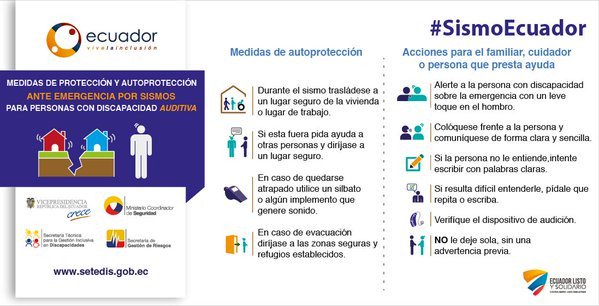 ecuador
vivelainclusión
MEDIDAS DE PROTECCIÓN Y AUTOPROTECCIÓN
ANTE EMERGENCIA POR SISMOS
PARA PERSONAS CON DISCAPACIDAD AUDITIVA
VICEPRESIDENCIA
REPÚBLICA DEL ECUADOR
crece
Ministerio Coordinador
de Seguridad
Secretaría Técnica
para la Gestión Inclusiva
en Discapacidades
Secretaría de
Gestión de Riesgos
www.setedis.gob.ec
#SismoEcuador
Medidas de autoprotección
Durante el sismo trasládese a
un lugar seguro de la vivienda
o lugar de trabajo.
Si esta fuera pida ayuda a
otras personas y diríjase a
un lugar seguro.
En caso de quedarse
atrapado utilice un silbato
o algún implemento que
genere sonido.
En caso de evacuación
diríjase a las zonas seguras y
refugios establecidos.
Acciones para el familiar, cuidador
o persona que presta ayuda
Alerte a la persona con discapacidad
sobre la emergencia con un leve
toque en el hombro.
Colóquese frente a la persona y
comuníquese de forma clara y sencilla.
Si la persona no le entiende,intente
escribir con palabras claras.
Si resulta difícil entenderle, pídale que
repita o escriba.
Verifique el dispositivo de audición.
NO le deje sola, sin una
advertencia previa.
ECUADOR LISTO
Y SOLIDARIO